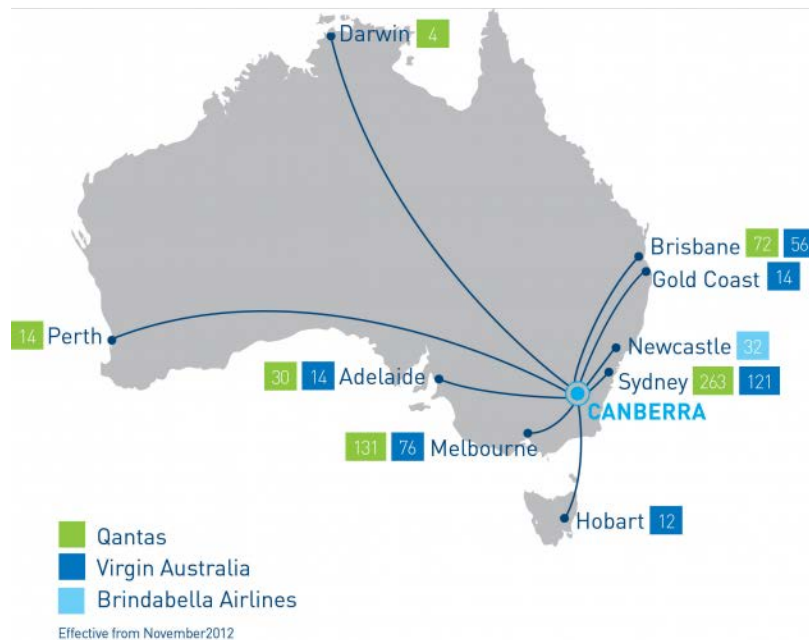 Darwin 4
Brisbane 72 56
Gold Coast 14
14 Perth
Newcastle 32
30 14 Adelaide
Sydney 263 121
CANBERRA
131 76 Melbourne
Hobart 12
Qantas
Virgin Australia
Brindabella Airlines
Effective from November2012